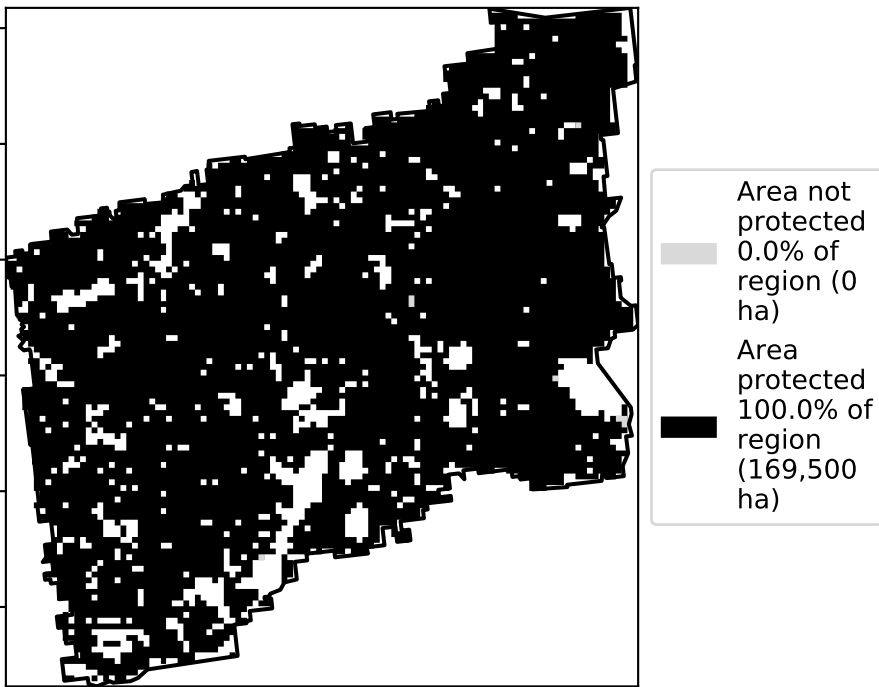 Area not
protected
0.0% of
region (0
ha)
Area
protected
100.0% of
region
(169,500
ha)